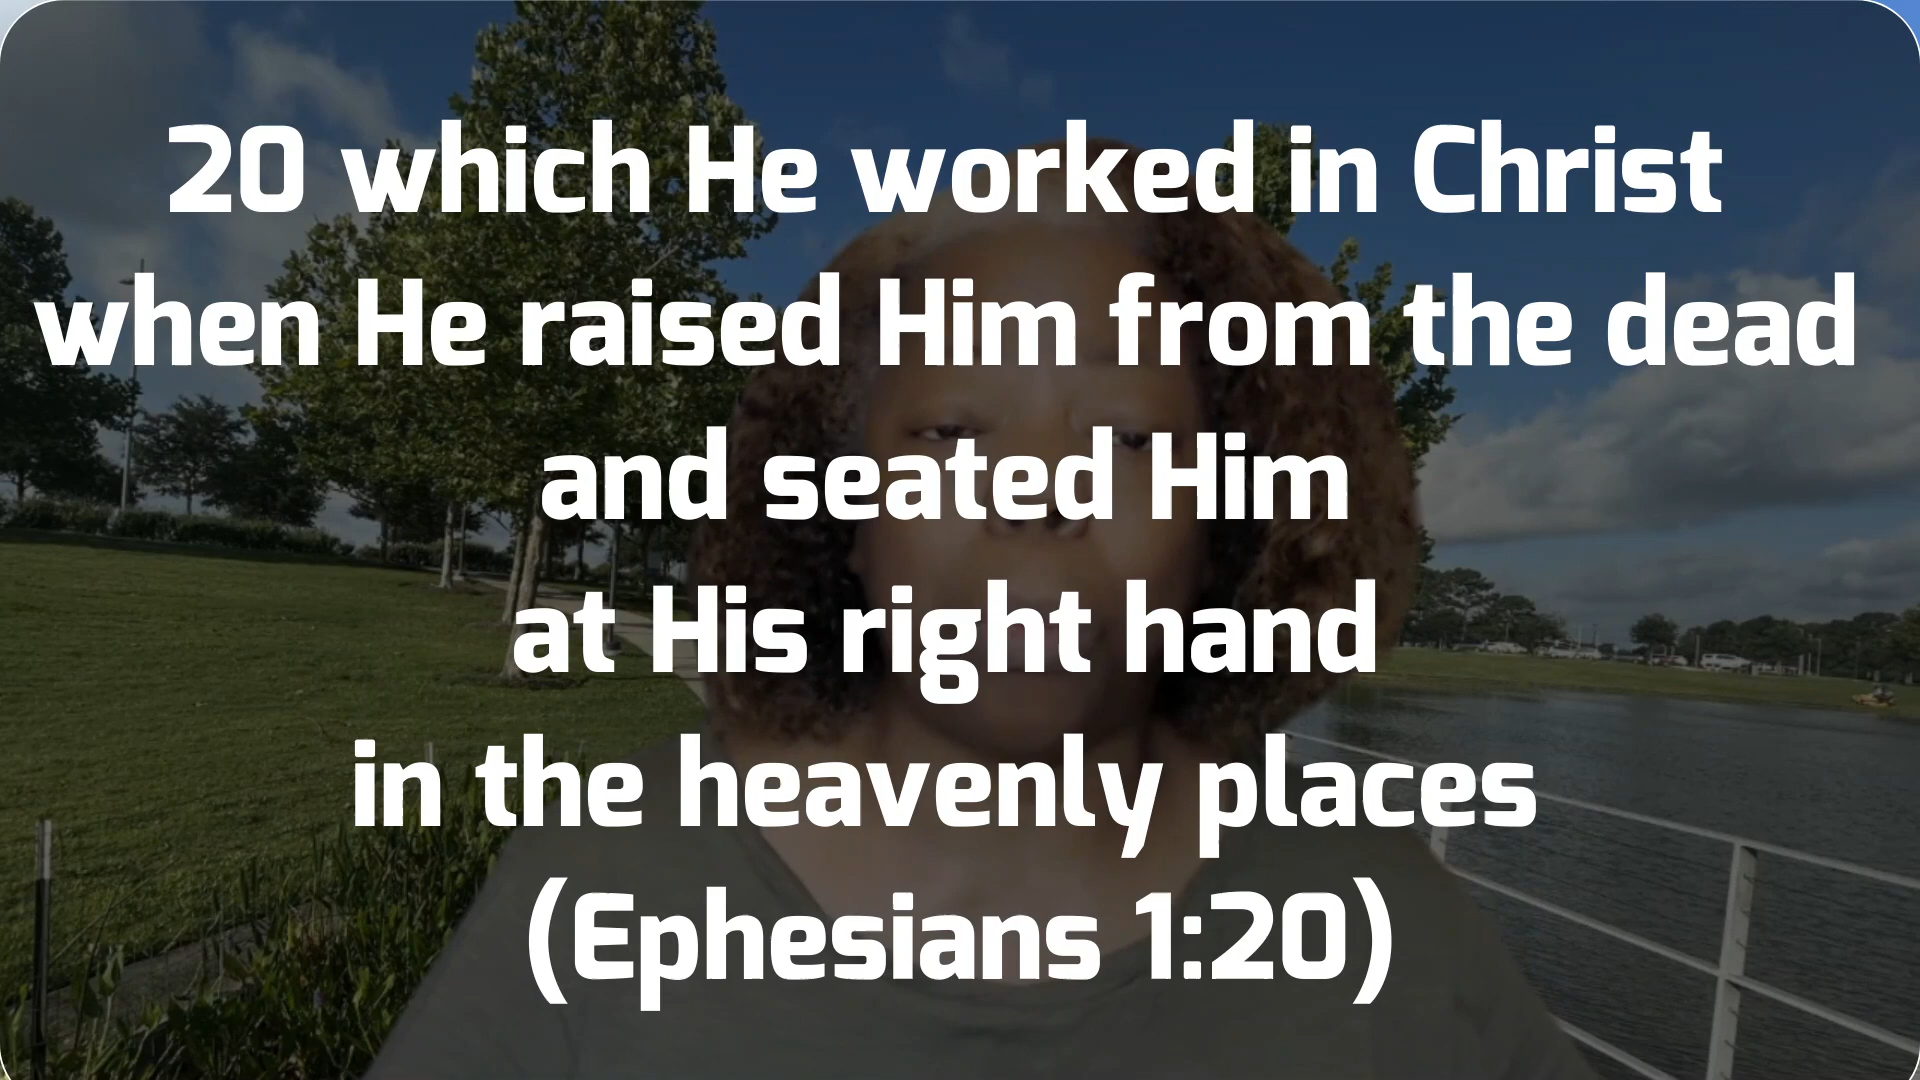 20 which He worked in Christ
when He raised Him from the dead
and seated Him
at His right hand
in the heavenly places
(Ephesians 1:20)